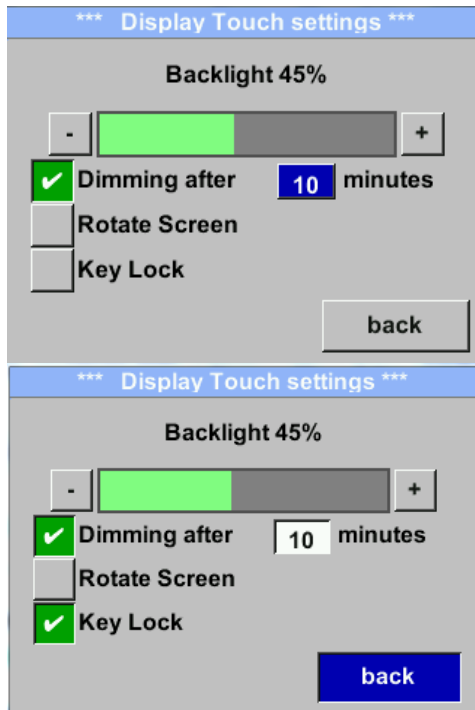 *** Display Touch settings ***
Backlight 45%
- +
✔ Dimming after 10 minutes
Rotate Screen
Key Lock
back
*** Display Touch settings ***
Backlight 45%
- +
✔ Dimming after 10 minutes
Rotate Screen
✔ Key Lock
back